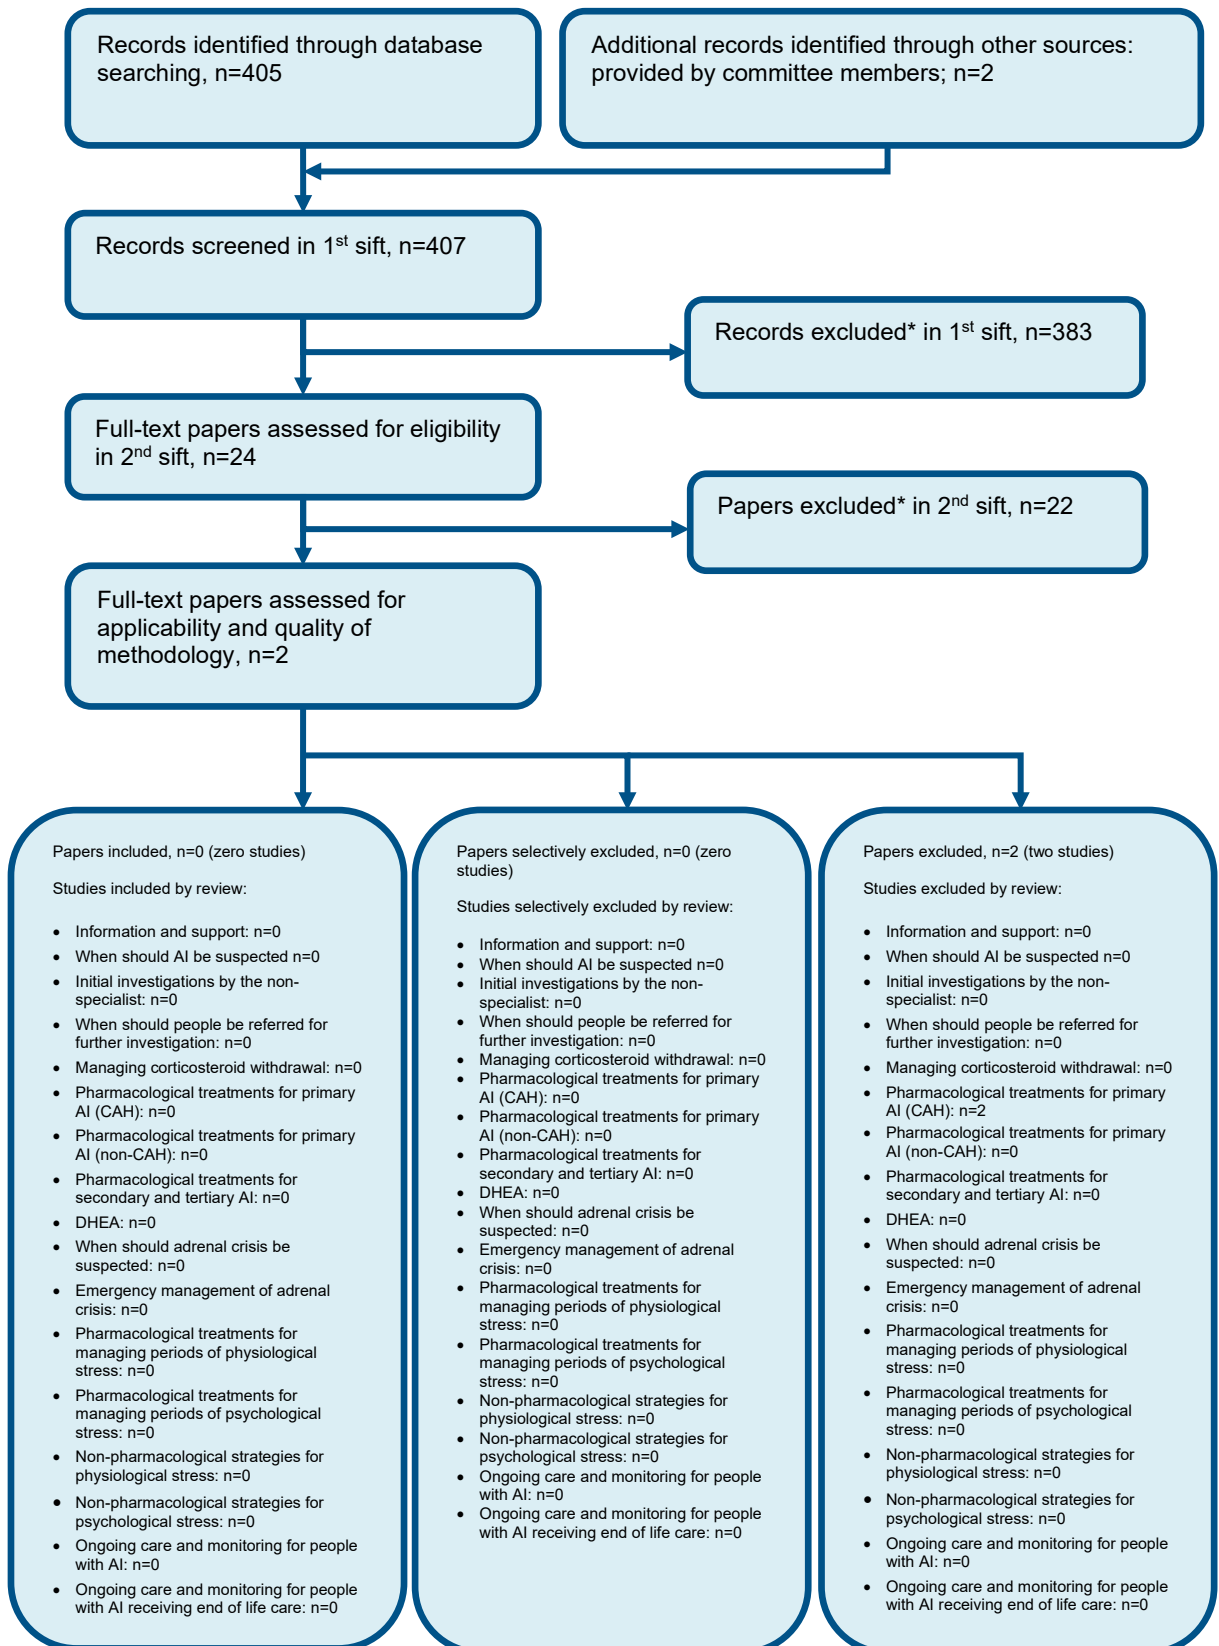 Records identified through database
searching, n=405
Additional records identified through other sources:
provided by committee members; n=2
Records screened in 1st sift, n=407
Records excluded* in 1st sift, n=383
Full-text papers assessed for eligibility
in 2nd sift, n=24
Papers excluded* in 2nd sift, n=22
Full-text papers assessed for
applicability and quality of
methodology, n=2
Papers included, n=0 (zero studies)
Studies included by review:
• Information and support: n=0
• When should AI be suspected n=0
• Initial investigations by the non-
specialist: n=0
• When should people be referred for
further investigation: n=0
• Managing corticosteroid withdrawal: n=0
• Pharmacological treatments for primary
AI (CAH): n=0
• Pharmacological treatments for primary
AI (non-CAH): n=0
• Pharmacological treatments for
secondary and tertiary AI: n=0
• DHEA: n=0
• When should adrenal crisis be
suspected: n=0
• Emergency management of adrenal
crisis: n=0
• Pharmacological treatments for
managing periods of physiological
stress: n=0
• Pharmacological treatments for
managing periods of psychological
stress: n=0
• Non-pharmacological strategies for
physiological stress: n=0
• Non-pharmacological strategies for
psychological stress: n=0
• Ongoing care and monitoring for people
with AI: n=0
• Ongoing care and monitoring for people
with AI receiving end of life care: n=0
Papers selectively excluded, n=0 (zero
studies)
Studies selectively excluded by review:
• Information and support: n=0
• When should AI be suspected n=0
• Initial investigations by the non-
specialist: n=0
• When should people be referred for
further investigation: n=0
• Managing corticosteroid withdrawal: n=0
• Pharmacological treatments for primary
AI (CAH): n=0
• Pharmacological treatments for primary
AI (non-CAH): n=0
• Pharmacological treatments for
secondary and tertiary AI: n=0
• DHEA: n=0
• When should adrenal crisis be
suspected: n=0
• Emergency management of adrenal
crisis: n=0
• Pharmacological treatments for
managing periods of physiological
stress: n=0
• Pharmacological treatments for
managing periods of psychological
stress: n=0
• Non-pharmacological strategies for
physiological stress: n=0
• Non-pharmacological strategies for
psychological stress: n=0
• Ongoing care and monitoring for people
with AI: n=0
• Ongoing care and monitoring for people
with AI receiving end of life care: n=0
Papers excluded, n=2 (two studies)
Studies excluded by review:
• Information and support: n=0
• When should AI be suspected n=0
• Initial investigations by the non-
specialist: n=0
• When should people be referred for
further investigation: n=0
• Managing corticosteroid withdrawal: n=0
• Pharmacological treatments for primary
AI (CAH): n=2
• Pharmacological treatments for primary
AI (non-CAH): n=0
• Pharmacological treatments for
secondary and tertiary AI: n=0
• DHEA: n=0
• When should adrenal crisis be
suspected: n=0
• Emergency management of adrenal
crisis: n=0
• Pharmacological treatments for
managing periods of physiological
stress: n=0
• Pharmacological treatments for
managing periods of psychological
stress: n=0
• Non-pharmacological strategies for
physiological stress: n=0
• Non-pharmacological strategies for
psychological stress: n=0
• Ongoing care and monitoring for people
with AI: n=0
• Ongoing care and monitoring for people
with AI receiving end of life care: n=0